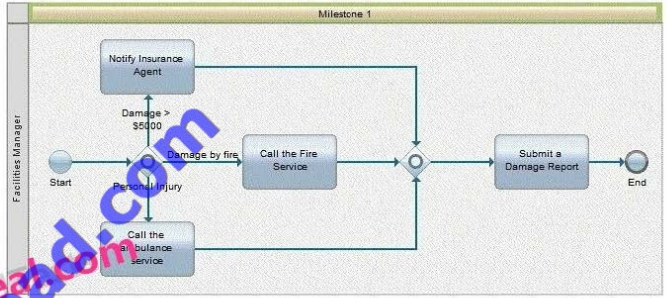 Milestone 1
Facilities Manager
Notify Insurance
Agent
Damage >
$5000
Damage by fire
Call the Fire
Service
Submit a
Damage Report
Start
End
Personal Injury
Call the
service